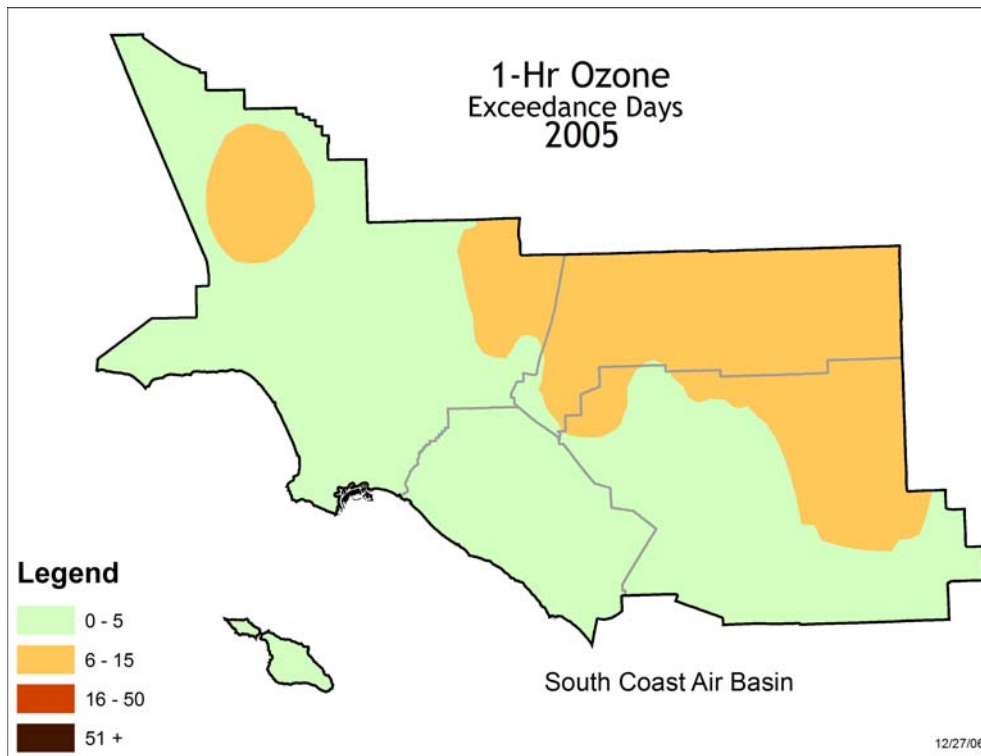 1-Hr Ozone
Exceedance Days
2005
Legend
0 - 5
6 - 15
16 - 50
51 +
South Coast Air Basin
12/27/06